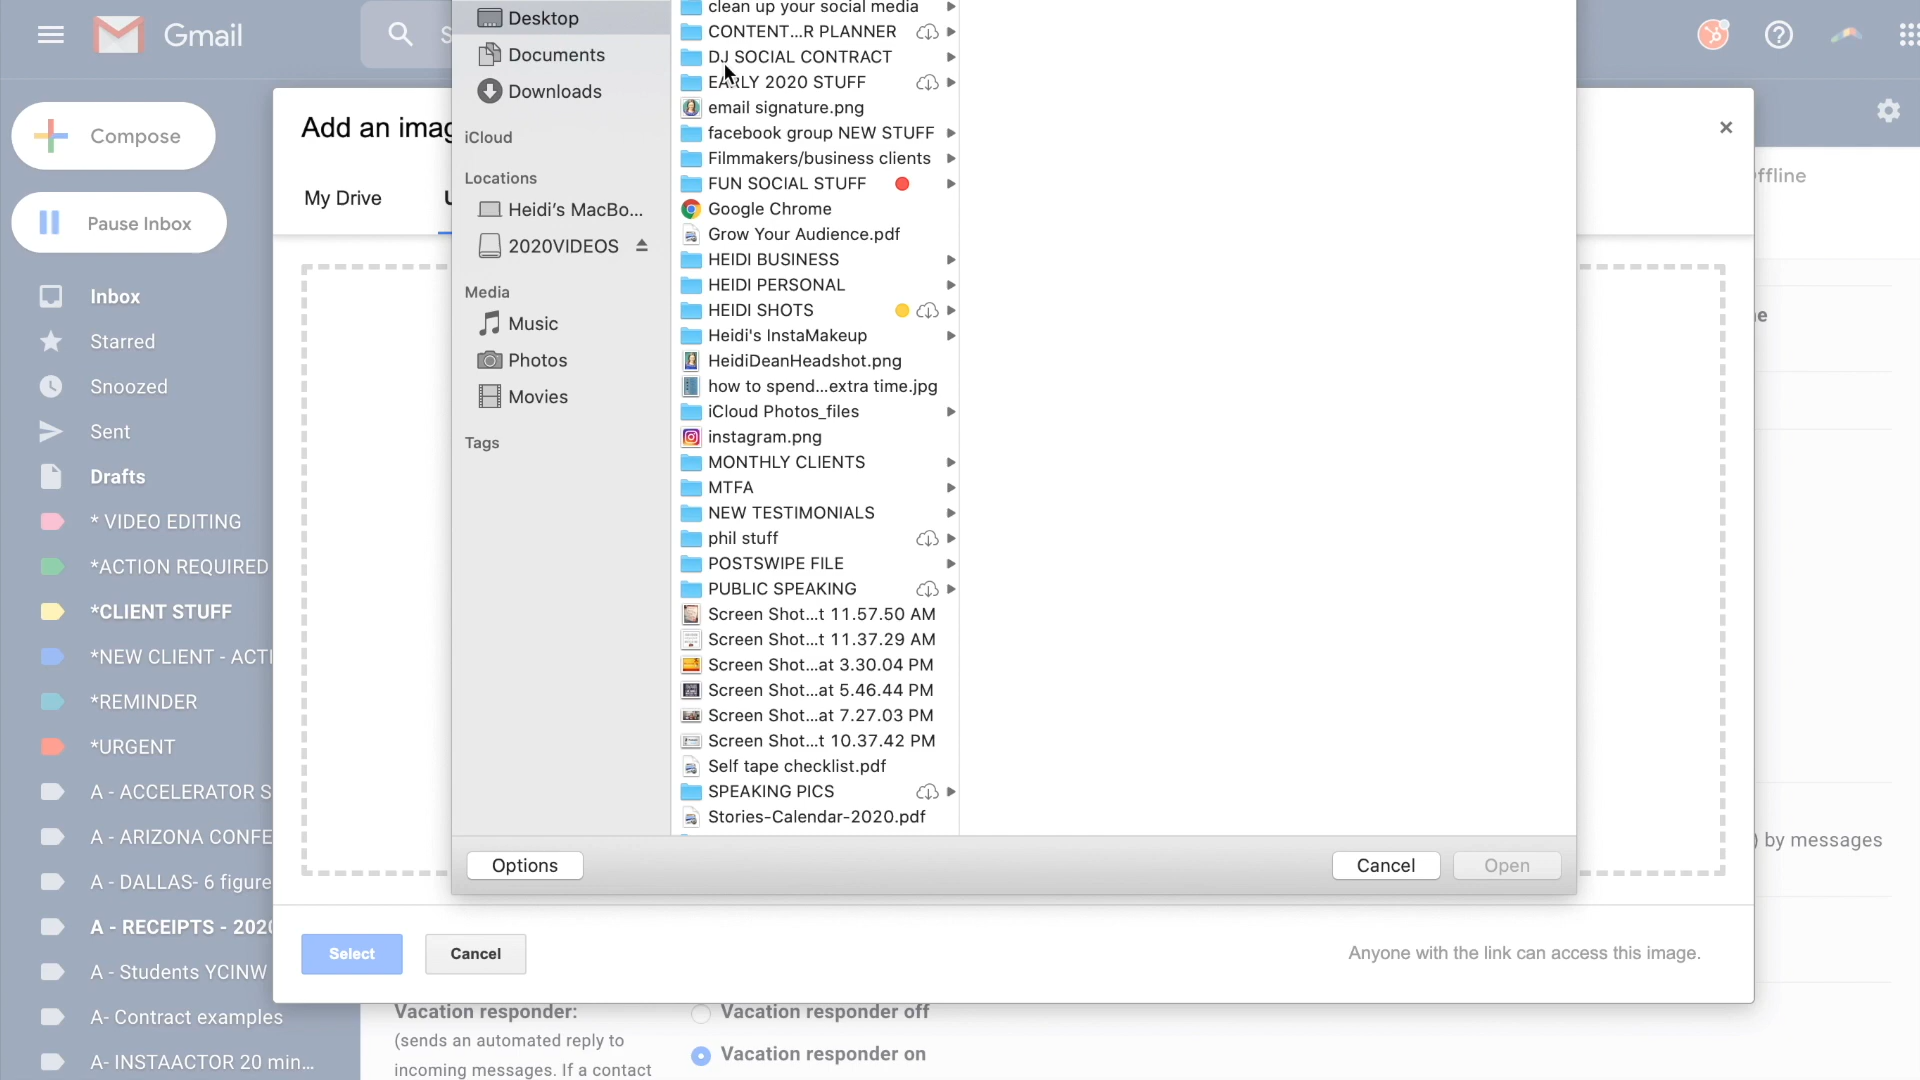 Gmail
S
Compose
Pause Inbox
Inbox
Starred
Snoozed
Sent
Drafts
* VIDEO EDITING
*ACTION REQUIRED
*CLIENT STUFF
*NEW CLIENT - ACTI
*REMINDER
*URGENT
A - ACCELERATOR S
A - ARIZONA CONFE
A - DALLAS- 6 figure
A - RECEIPTS - 2020
A - Students YCINW
A- Contract examples
A- INSTAACTOR 20 min...
Add an imag
My Drive
U
Desktop
Documents
Downloads
iCloud
Locations
Heidi's MacBo...
2020VIDEOS
Media
Music
Photos
Movies
Tags
clean up your social media
CONTENT...R PLANNER
DJ SOCIAL CONTRACT
EARLY 2020 STUFF
email signature.png
facebook group NEW STUFF
Filmmakers/business clients
FUN SOCIAL STUFF
Google Chrome
Grow Your Audience.pdf
HEIDI BUSINESS
HEIDI PERSONAL
HEIDI SHOTS
Heidi's InstaMakeup
HeidiDeanHeadshot.png
how to spend...extra time.jpg
iCloud Photos_files
instagram.png
MONTHLY CLIENTS
MTFA
NEW TESTIMONIALS
phil stuff
POSTSWIPE FILE
PUBLIC SPEAKING
Screen Shot...t 11.57.50 AM
Screen Shot...t 11.37.29 AM
Screen Shot...at 3.30.04 PM
Screen Shot...at 5.46.44 PM
Screen Shot...at 7.27.03 PM
Screen Shot...t 10.37.42 PM
Self tape checklist.pdf
SPEAKING PICS
Stories-Calendar-2020.pdf
Options
Cancel
Open
Select
Cancel
Anyone with the link can access this image.
ffline
e
) by messages
Vacation responder:
(sends an automated reply to
incoming messages. If a contact
Vacation responder off
Vacation responder on